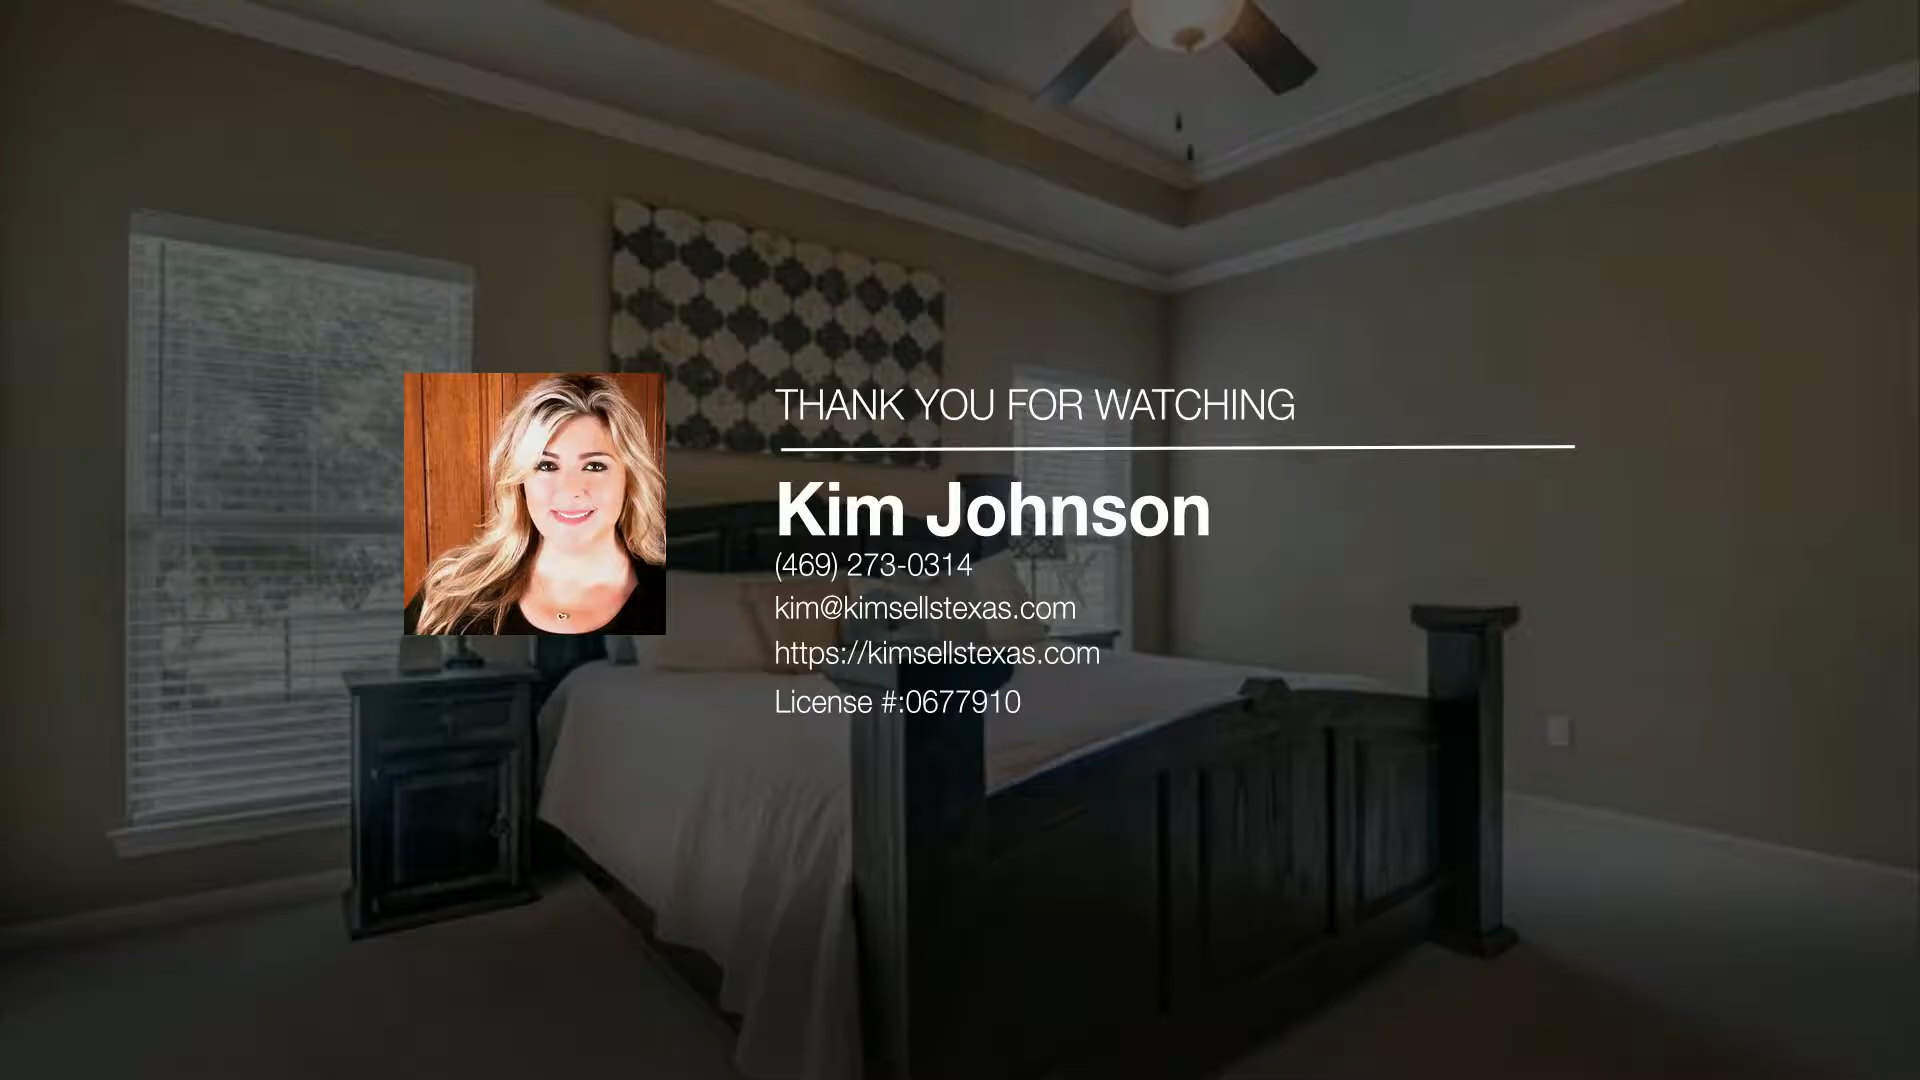 THANK YOU FOR WATCHING
Kim Johnson
(469) 273-0314
kim@kimsellstexas.com
https://kimsellstexas.com
License #:0677910